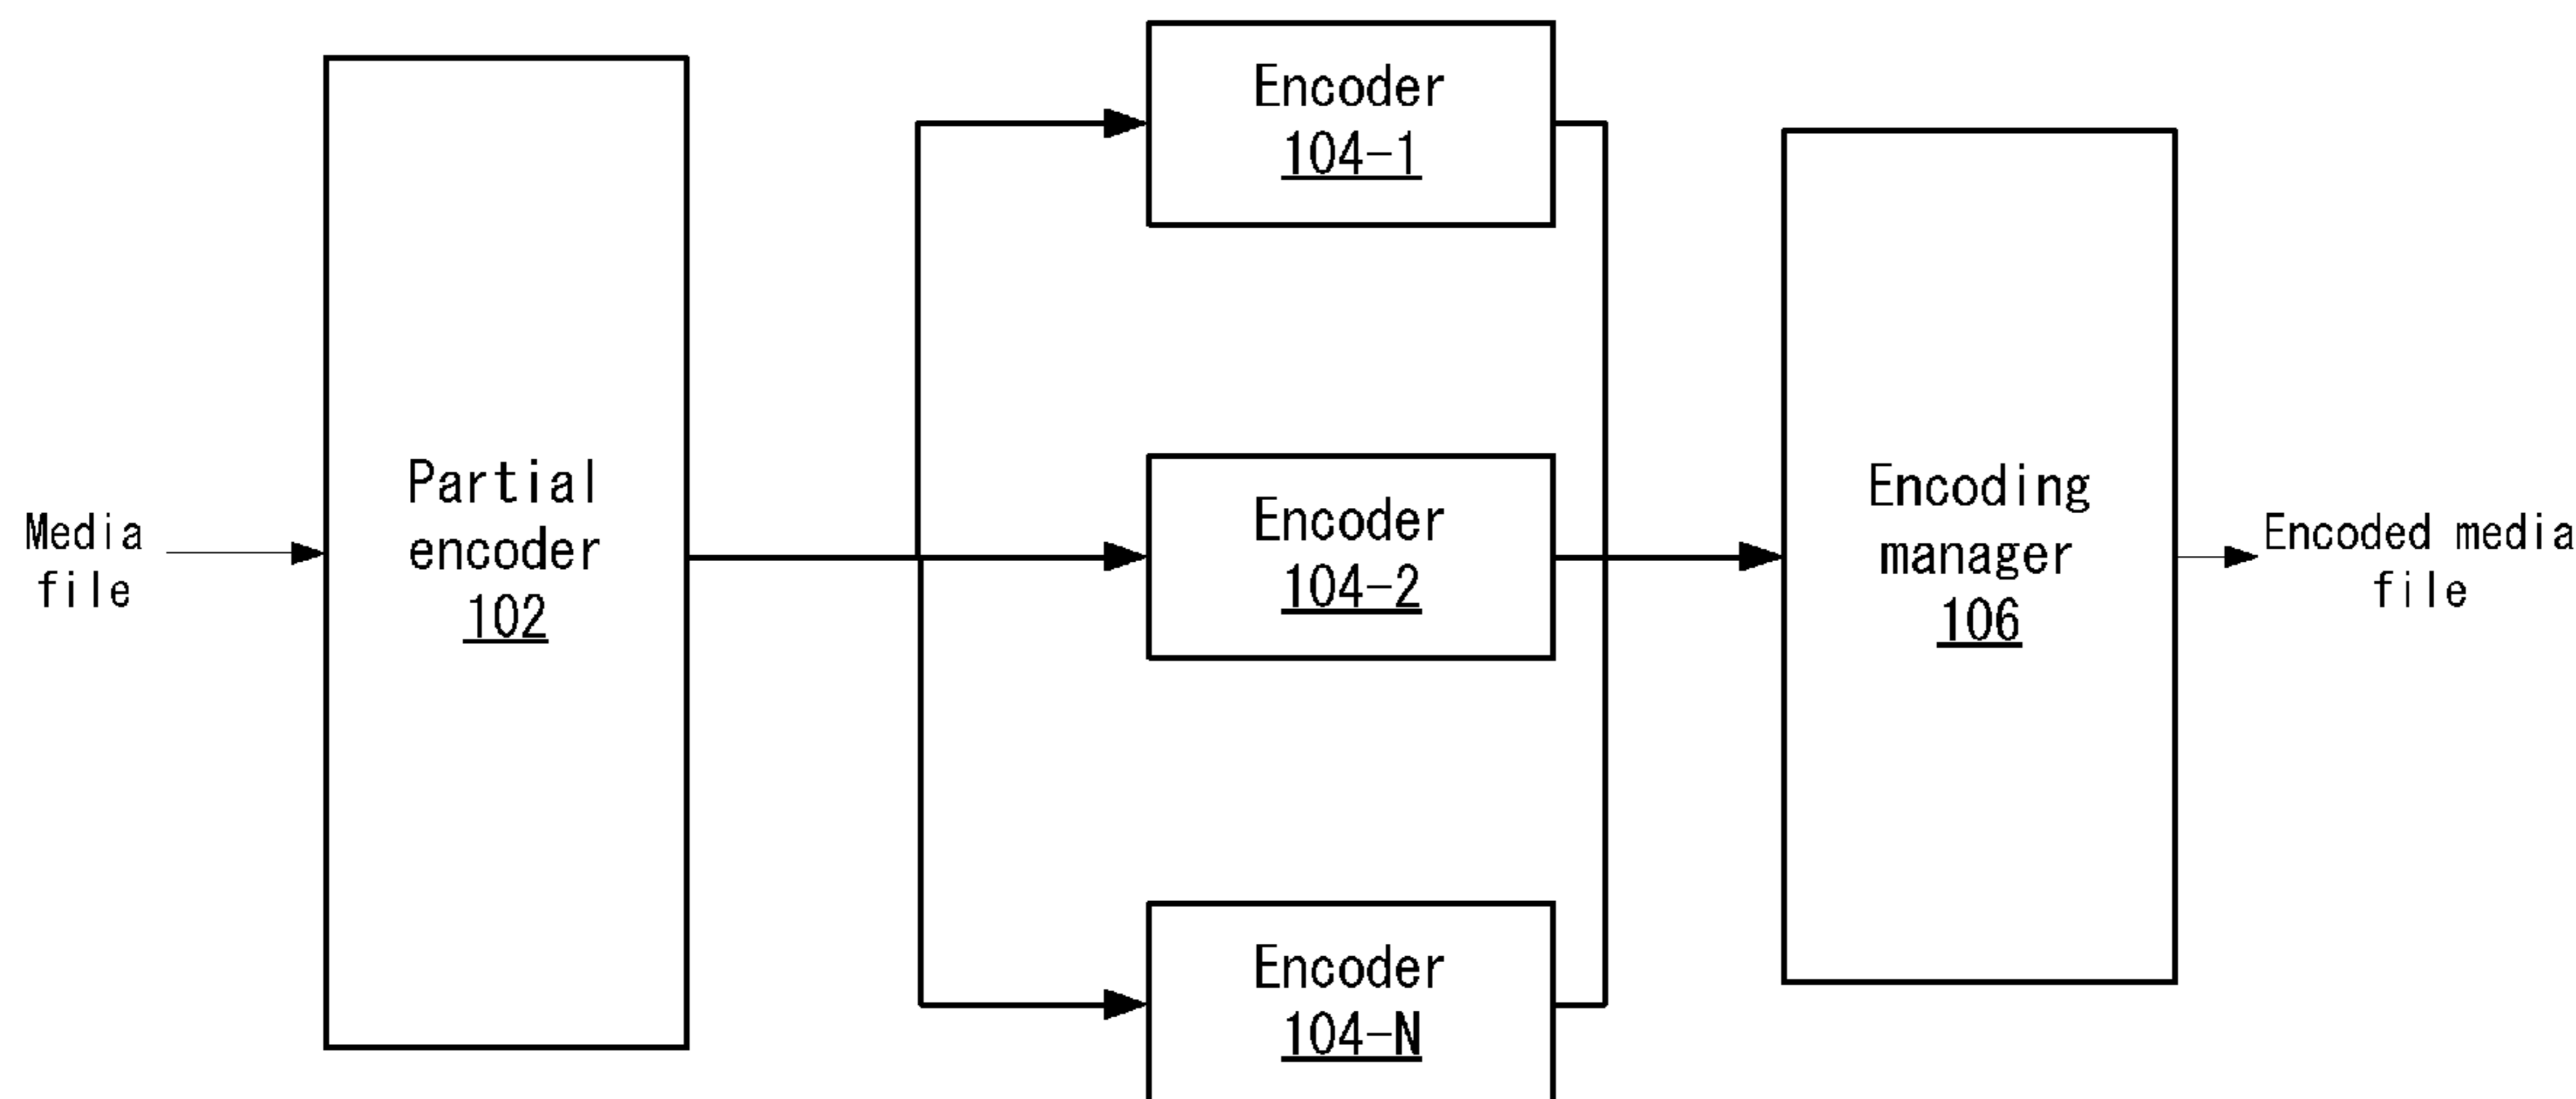 Media
file
Partial
encoder
102
Encoder
104-1
Encoder
104-2
Encoder
104-N
Encoding
manager
106
Encoded media
file